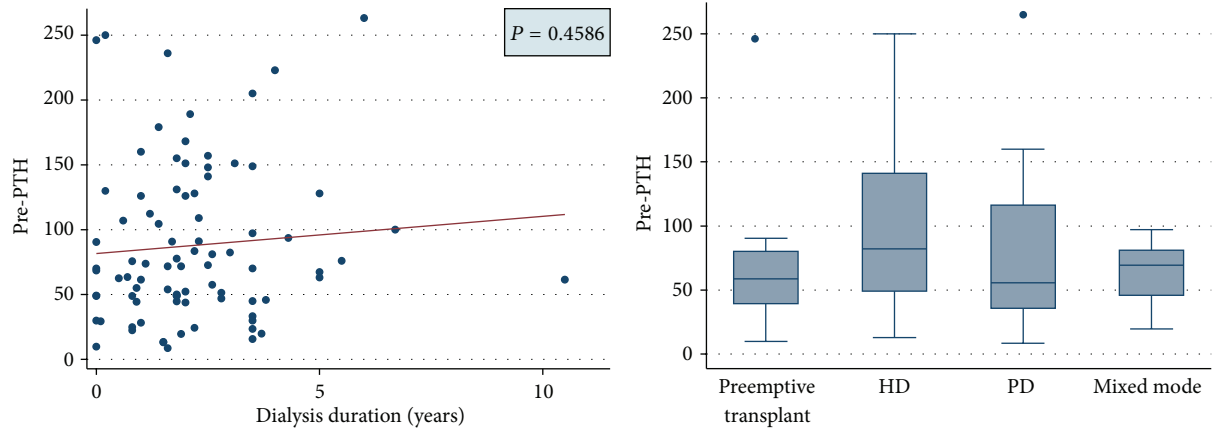 Pre-PTH
250
200
150
100
50
0
P = 0.4586
0
5
10
Dialysis duration (years)
Pre-PTH
250
200
150
100
50
0
Preemptive
transplant
HD
PD
Mixed mode